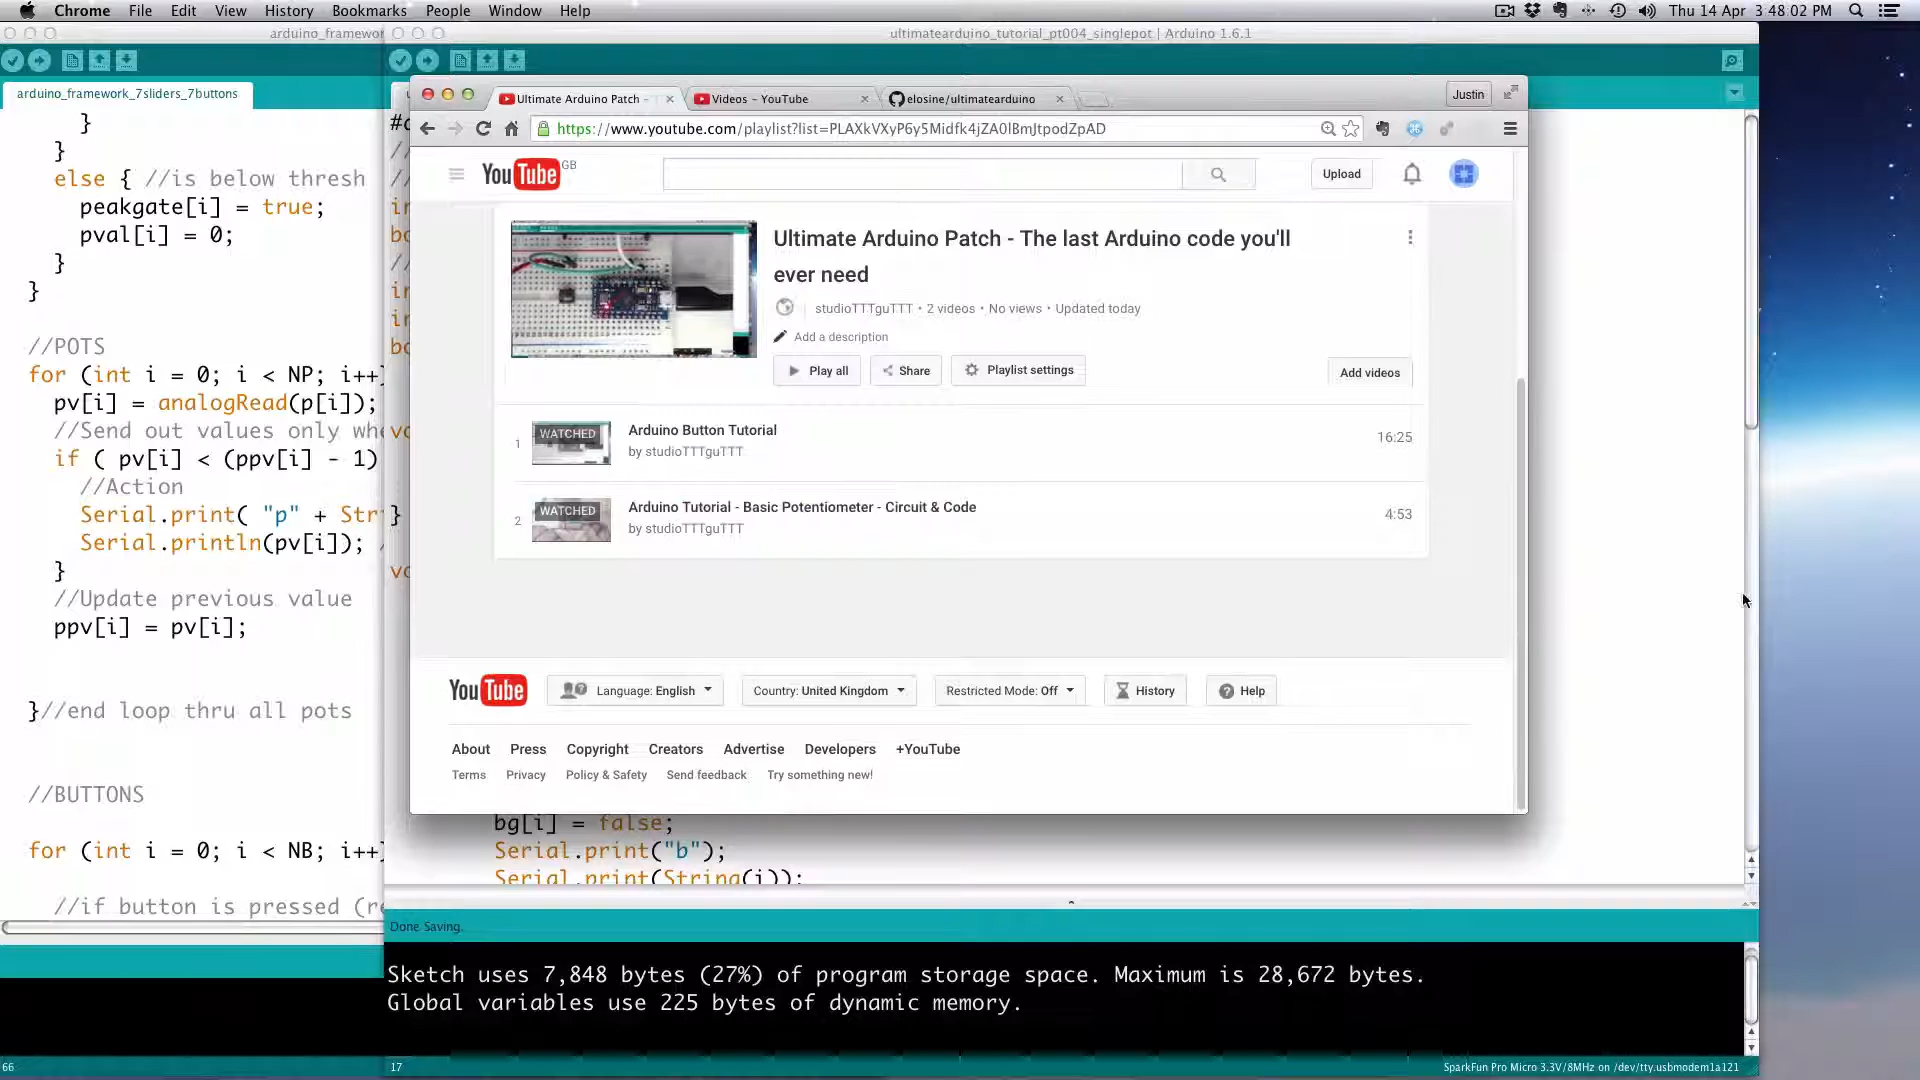 Chrome File Edit View History Bookmarks People Window Help
Thu 14 Apr 3:48:02 PM
arduino_framewor
ultimatearduino_tutorial_pt004_singlepot | Arduino 1.6.1
arduino_framework_7sliders_7buttons
}
}
else { //is below thresh
peakgate[i] = true;
pval[i] = 0;
}
}
//POTS
for (int i = 0; i < NP; i++)
pv[i] = analogRead(p[i]);
//Send out values only whe
if ( pv[i] < (ppv[i] - 1)
//Action
Serial.print( "p" + Str
Serial.println(pv[i]); /
}
//Update previous value
ppv[i] = pv[i];
}//end loop thru all pots
//BUTTONS
for (int i = 0; i < NB; i++)
//if button is pressed (re
66
Ultimate Arduino Patch -
Videos - YouTube
elosine/ultimatearduino
Justin
https://www.youtube.com/playlist?list=PLAXkVXyP6y5Midfk4jZA0lBmJtpodZpAD
YouTube GB
Upload
Ultimate Arduino Patch - The last Arduino code you'll
ever need
studioTTTguTTT • 2 videos • No views • Updated today
Add a description
Play all
Share
Playlist settings
Add videos
1
WATCHED
Arduino Button Tutorial
by studioTTTguTTT
16:25
2
WATCHED
Arduino Tutorial - Basic Potentiometer - Circuit & Code
by studioTTTguTTT
4:53
YouTube
Language: English
Country: United Kingdom
Restricted Mode: Off
History
Help
About Press Copyright Creators Advertise Developers +YouTube
Terms Privacy Policy & Safety Send feedback Try something new!
bg[i] = false;
Serial.print("b");
Serial.print(String(i));
Done Saving.
Sketch uses 7,848 bytes (27%) of program storage space. Maximum is 28,672 bytes.
Global variables use 225 bytes of dynamic memory.
17
SparkFun Pro Micro 3.3V/8MHz on /dev/tty.usbmodem1a121